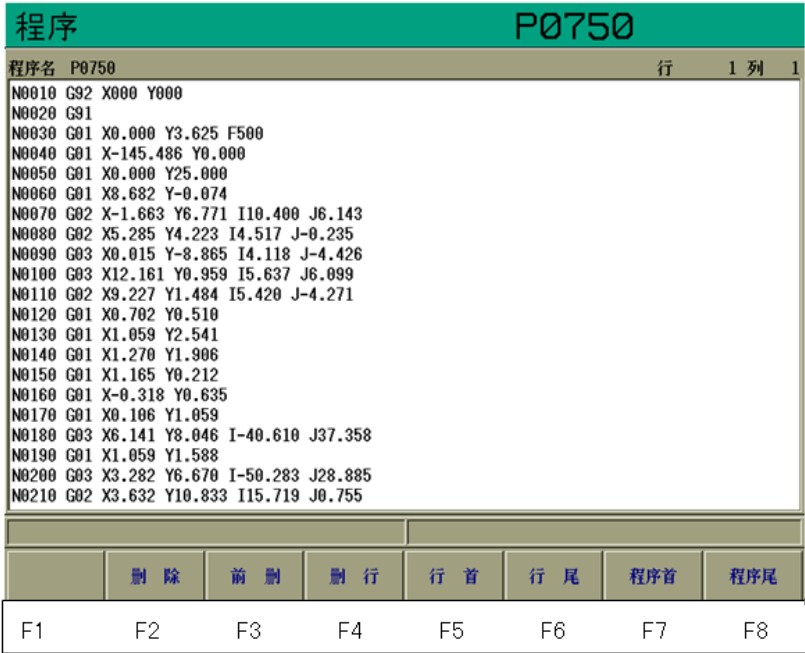 程序 P0750
程序名 P0750 行 1 列 1
N0010 G92 X000 Y000
N0020 G91
N0030 G01 X0.000 Y3.625 F500
N0040 G01 X-145.486 Y0.000
N0050 G01 X0.000 Y25.000
N0060 G01 X8.682 Y-0.074
N0070 G02 X-1.663 Y6.771 I10.400 J6.143
N0080 G02 X5.285 Y4.223 I4.517 J-0.235
N0090 G03 X0.015 Y-8.865 I4.118 J-4.426
N0100 G03 X12.161 Y0.959 I5.637 J6.099
N0110 G02 X9.227 Y1.484 I5.420 J-4.271
N0120 G01 X0.702 Y0.510
N0130 G01 X1.059 Y2.541
N0140 G01 X1.270 Y1.906
N0150 G01 X1.165 Y0.212
N0160 G01 X-0.318 Y0.635
N0170 G01 X0.106 Y1.059
N0180 G03 X6.141 Y8.046 I-40.610 J37.358
N0190 G01 X1.059 Y1.588
N0200 G03 X3.282 Y6.670 I-50.283 J28.885
N0210 G02 X3.632 Y10.833 I15.719 J0.755
删 除 前 删 删 行 行 首 行 尾 程序首 程序尾
F1 F2 F3 F4 F5 F6 F7 F8